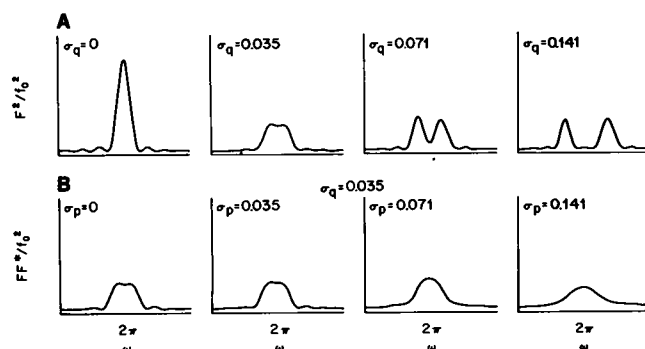 A
σq=0
σq=0.035
σq=0.071
σq=0.141
F²/f₀²
B
σq=0.035
σp=0
σp=0.035
σp=0.071
σp=0.141
FF*/f₀²
2π
2π
2π
2π